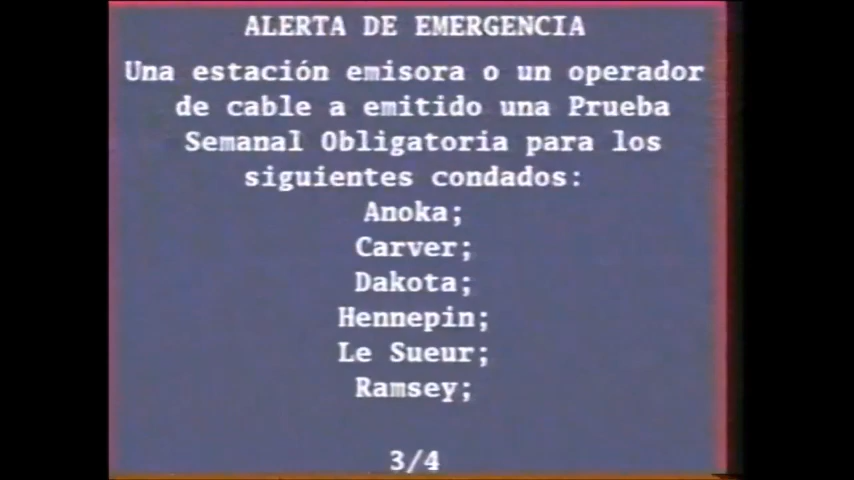 ALERTA DE EMERGENCIA
Una estación emisora o un operador
de cable a emitido una Prueba
Semanal Obligatoria para los
siguientes condados:
Anoka;
Carver;
Dakota;
Hennepin;
Le Sueur;
Ramsey;
3/4